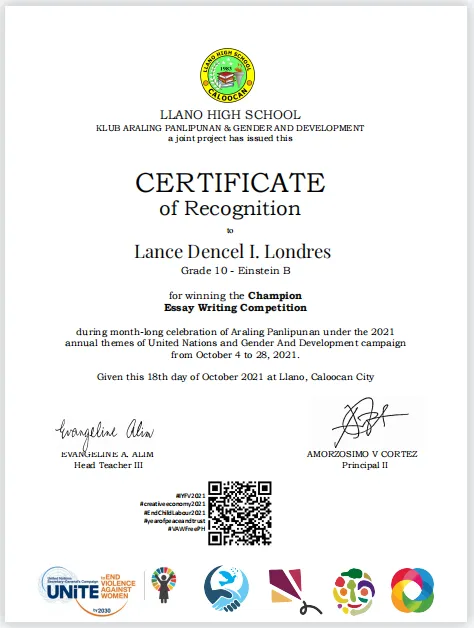 LLANO HIGH SCHOOL
1983
CALOOCAN
LLANO HIGH SCHOOL
KLUB ARALING PANLIPUNAN & GENDER AND DEVELOPMENT
a joint project has issued this
CERTIFICATE
of Recognition
to
Lance Dencel I. Londres
Grade 10 - Einstein B
for winning the Champion
Essay Writing Competition
during month-long celebration of Araling Panlipunan under the 2021
annual themes of United Nations and Gender And Development campaign
from October 4 to 28, 2021.
Given this 18th day of October 2021 at Llano, Caloocan City
Evangeline Alim
EVANGELINE A. ALIM
Head Teacher III
AMORZOSIMO V CORTEZ
Principal II
#IYFV2021
#creativeeconomy2021
#EndChildLabour2021
#yearofpeaceandtrust
#VAWFreePH
United Nations
Secretary-General's Campaign
UNiTE
by 2030
to END
VIOLENCE
AGAINST
WOMEN